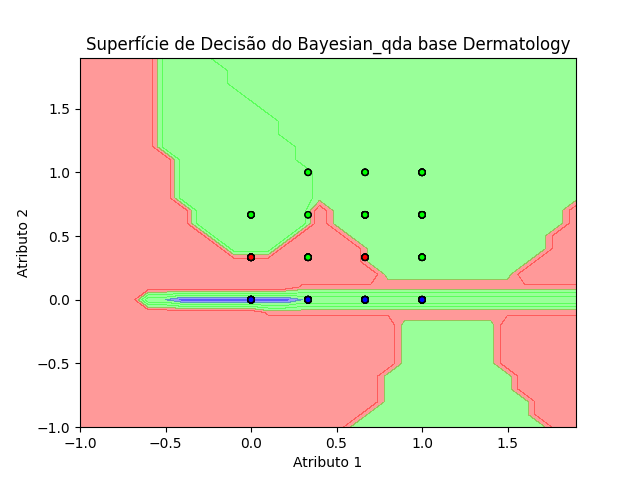 Superfície de Decisão do Bayesian_qda base Dermatology
Atributo 2
1.5
1.0
0.5
0.0
−0.5
−1.0
−1.0 −0.5 0.0 0.5 1.0 1.5
Atributo 1